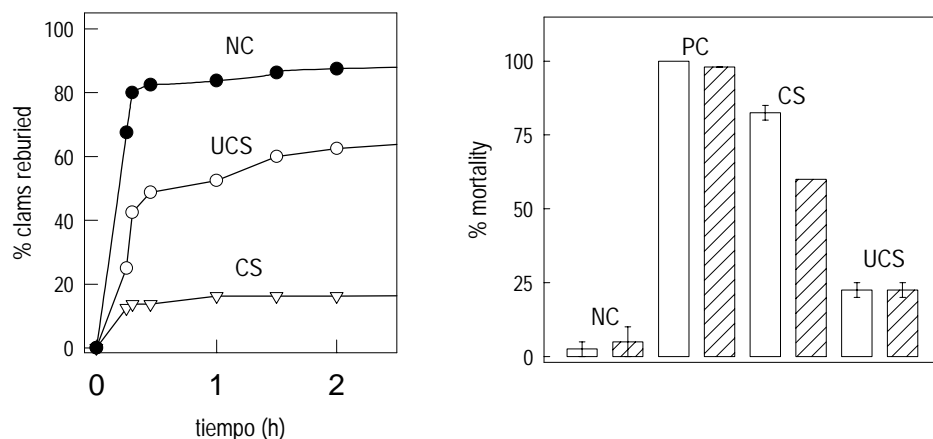 % clams reburied
100
80
60
40
20
0
NC
UCS
CS
0
1
2
tiempo (h)
% mortality
100
75
50
25
0
NC
PC
CS
UCS